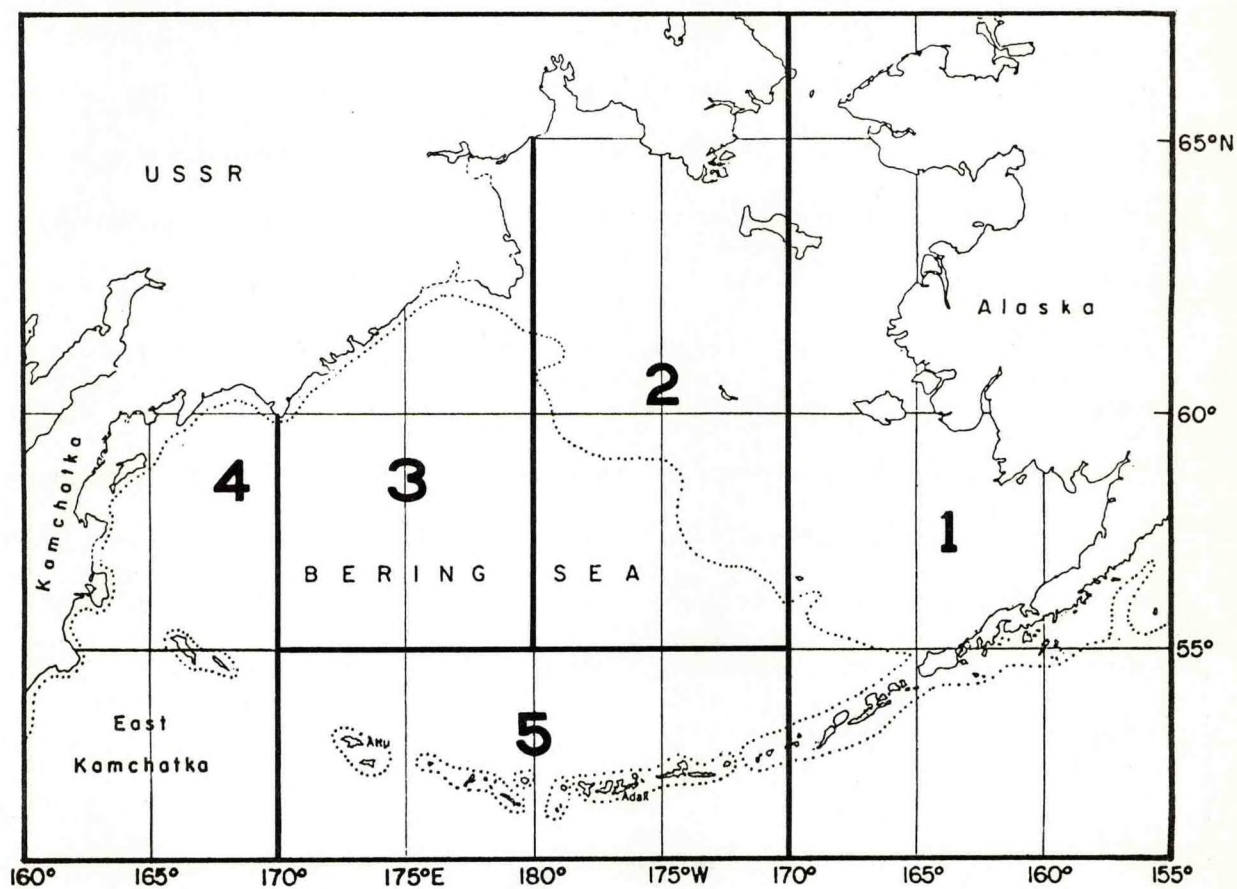 65°N
USSR
Alaska
2
60°
Kamchatka
4
3
1
BERING SEA
55°
East
Kamchatka
5
Attu
Adak
160° 165° 170° 175°E 180° 175°W 170° 165° 160° 155°